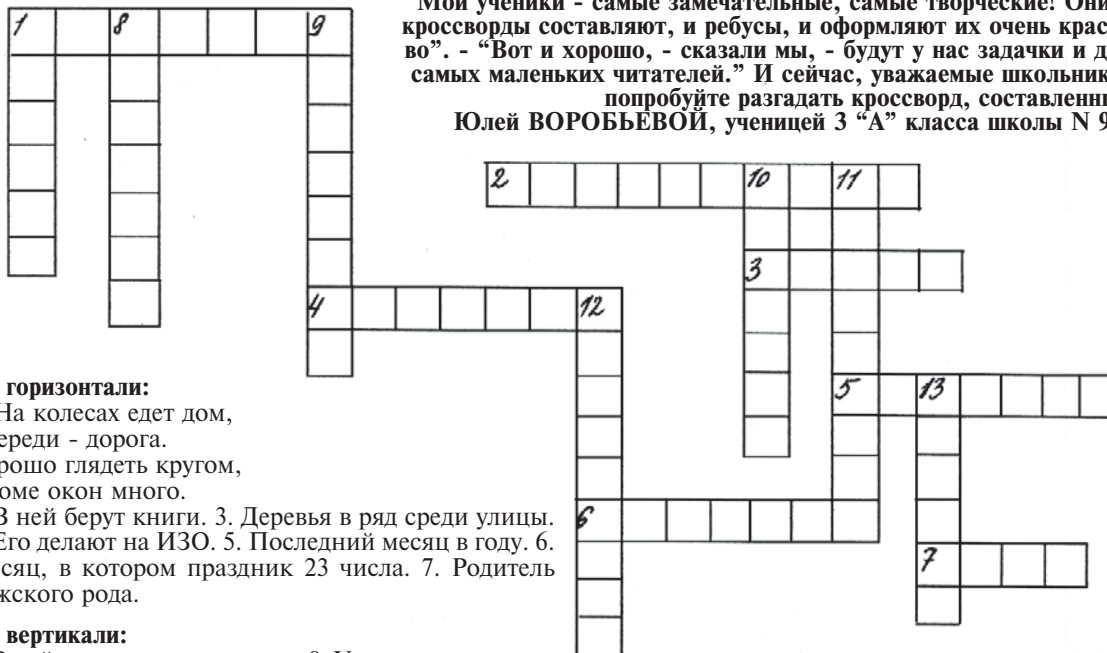 Мои ученики - самые замечательные, самые творческие! Они
кроссворды составляют, и ребусы, и оформляют их очень крас
во”. - “Вот и хорошо, - сказали мы, - будут у нас задачки и д
самых маленьких читателей.” И сейчас, уважаемые школьник
попробуйте разгадать кроссворд, составленн
Юлей ВОРОБЬЕВОЙ, ученицей 3 “А” класса школы N 9
1 8 9
2 10 11
3
4 12
5 13
6
7
горизонтали:
На колесах едет дом,
ереди - дорога.
рошо глядеть кругом,
оме окон много.
В ней берут книги. 3. Деревья в ряд среди улицы.
Его делают на ИЗО. 5. Последний месяц в году. 6.
сяц, в котором праздник 23 числа. 7. Родитель
жского рода.
вертикали: